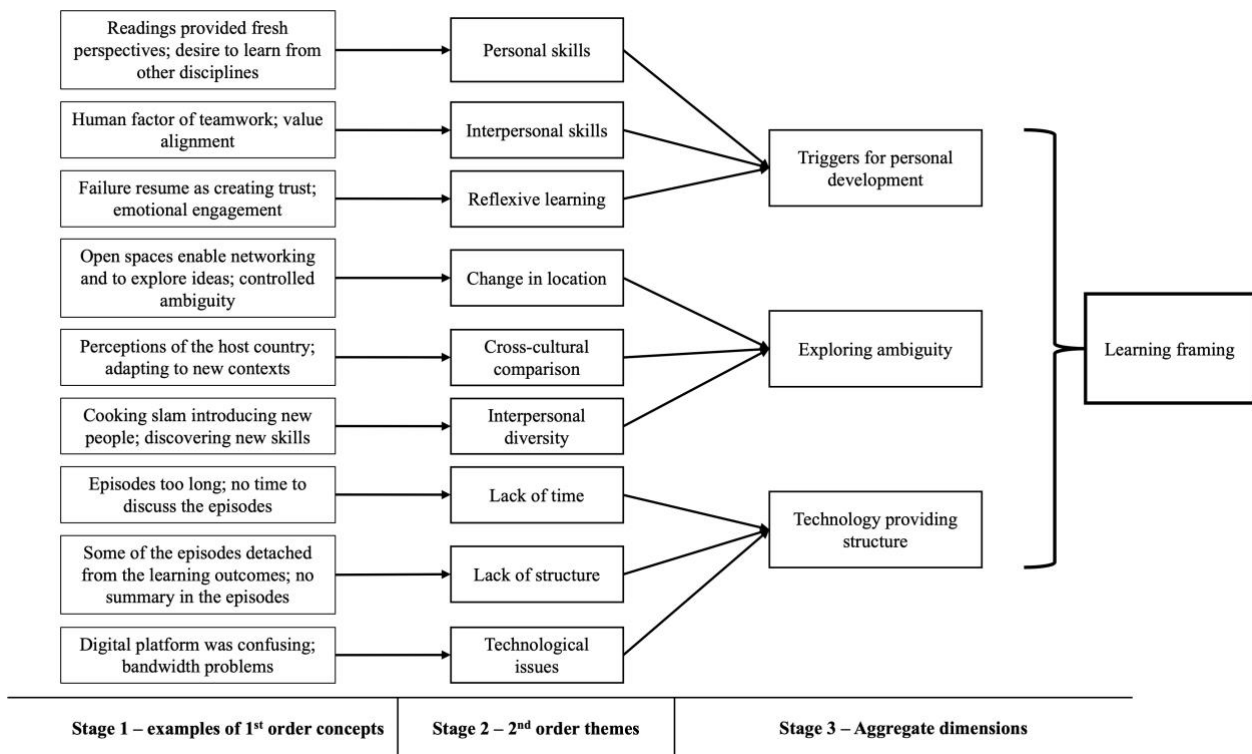 Readings provided fresh
perspectives; desire to learn from
other disciplines
Personal skills
Human factor of teamwork; value
alignment
Interpersonal skills
Triggers for personal
development
Failure resume as creating trust;
emotional engagement
Reflexive learning
Open spaces enable networking
and to explore ideas; controlled
ambiguity
Change in location
Perceptions of the host country;
adapting to new contexts
Cross-cultural
comparison
Exploring ambiguity
Learning framing
Cooking slam introducing new
people; discovering new skills
Interpersonal
diversity
Episodes too long; no time to
discuss the episodes
Lack of time
Technology providing
structure
Some of the episodes detached
from the learning outcomes; no
summary in the episodes
Lack of structure
Digital platform was confusing;
bandwidth problems
Technological
issues
Stage 1 – examples of 1st order concepts
Stage 2 – 2nd order themes
Stage 3 – Aggregate dimensions